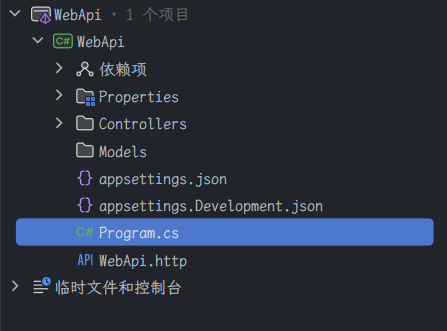 WebApi · 1 个项目
C# WebApi
依赖项
Properties
Controllers
Models
{} appsettings.json
{} appsettings.Development.json
C# Program.cs
API WebApi.http
临时文件和控制台